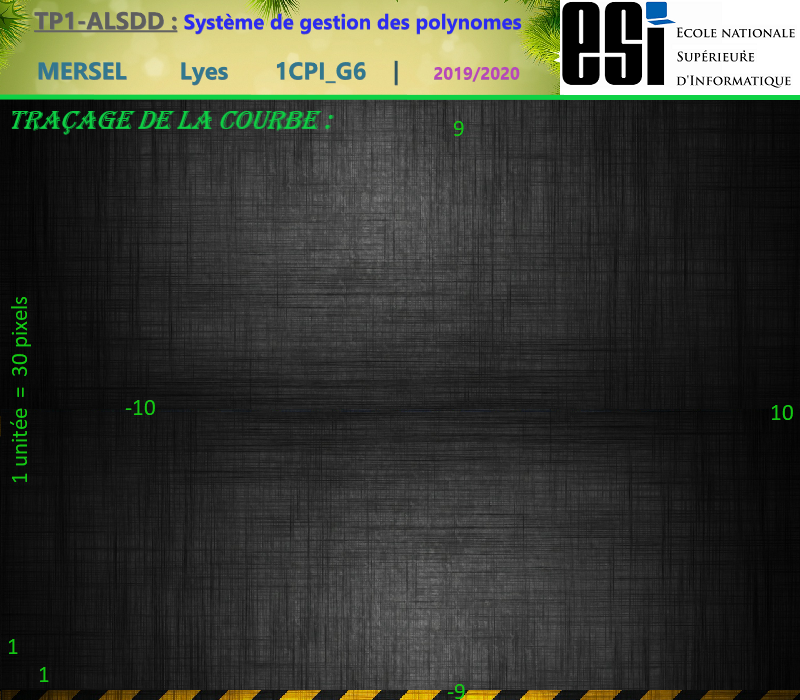 TP1-ALSDD : Système de gestion des polynomes
MERSEL Lyes 1CPI_G6 | 2019/2020
esi
ECOLE NATIONALE
SUPÉRIEURE
D'INFORMATIQUE
TRAÇAGE DE LA COURBE :
9
1 unitée = 30 pixels
-10
10
1
1
-9